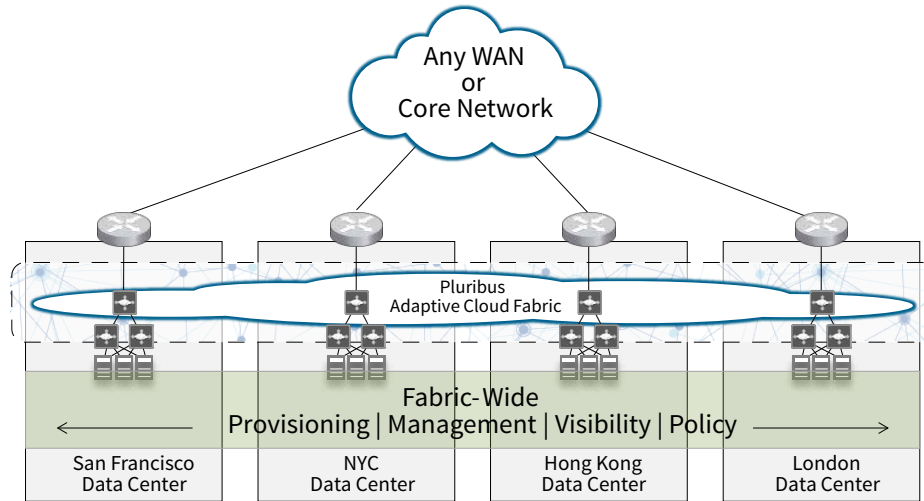 Any WAN
or
Core Network
Pluribus
Adaptive Cloud Fabric
Fabric-Wide
Provisioning | Management | Visibility | Policy
San Francisco
Data Center
NYC
Data Center
Hong Kong
Data Center
London
Data Center